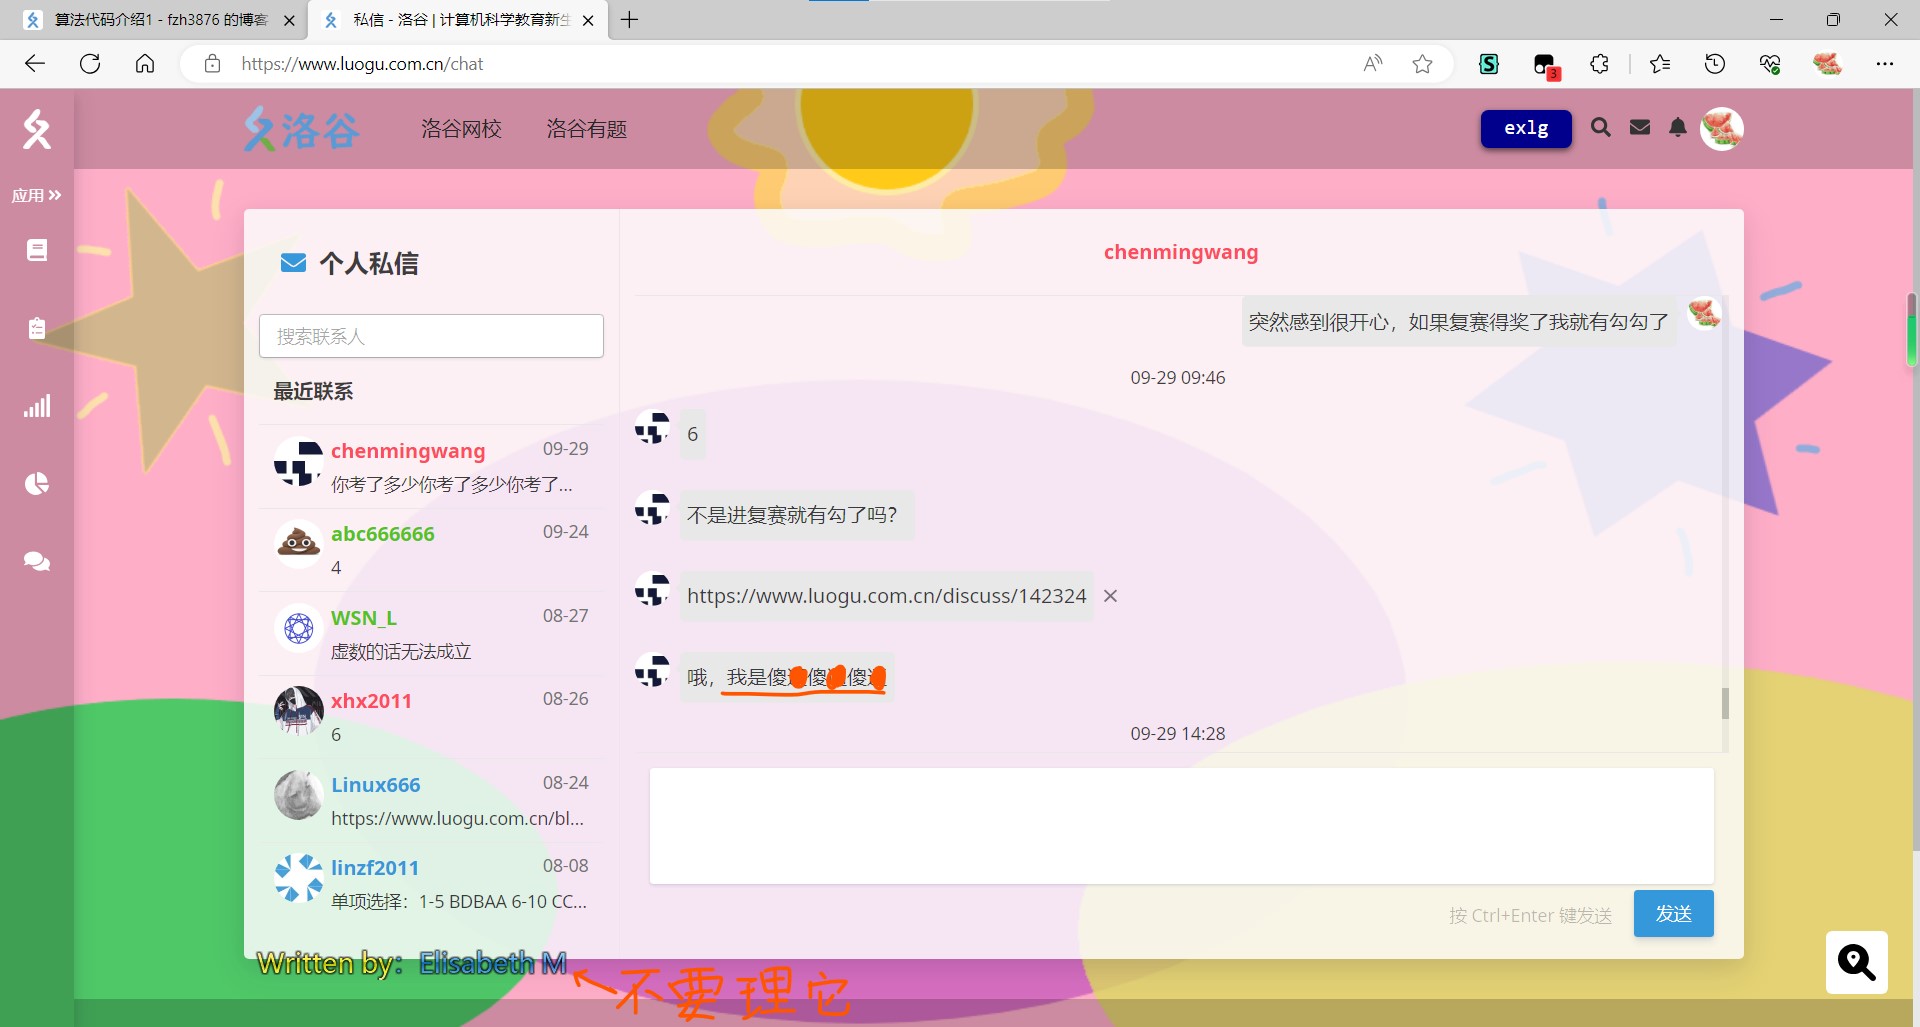 算法代码介绍1 - fzh3876 的博客
私信 - 洛谷 | 计算机科学教育新生
https://www.luogu.com.cn/chat
3
洛谷
洛谷网校
洛谷有题
exlg
应用
个人私信
搜索联系人
最近联系
chenmingwang
09-29
你考了多少你考了多少你考了...
abc666666
09-24
4
WSN_L
08-27
虚数的话无法成立
xhx2011
08-26
6
Linux666
08-24
https://www.luogu.com.cn/bl...
linzf2011
08-08
单项选择：1-5 BDBAA 6-10 CC...
chenmingwang
突然感到很开心，如果复赛得奖了我就有勾勾了
09-29 09:46
6
不是进复赛就有勾了吗？
https://www.luogu.com.cn/discuss/142324
哦，我是傻傻傻
09-29 14:28
按 Ctrl+Enter 键发送
发送
Written by：Elisabeth M
不要理它